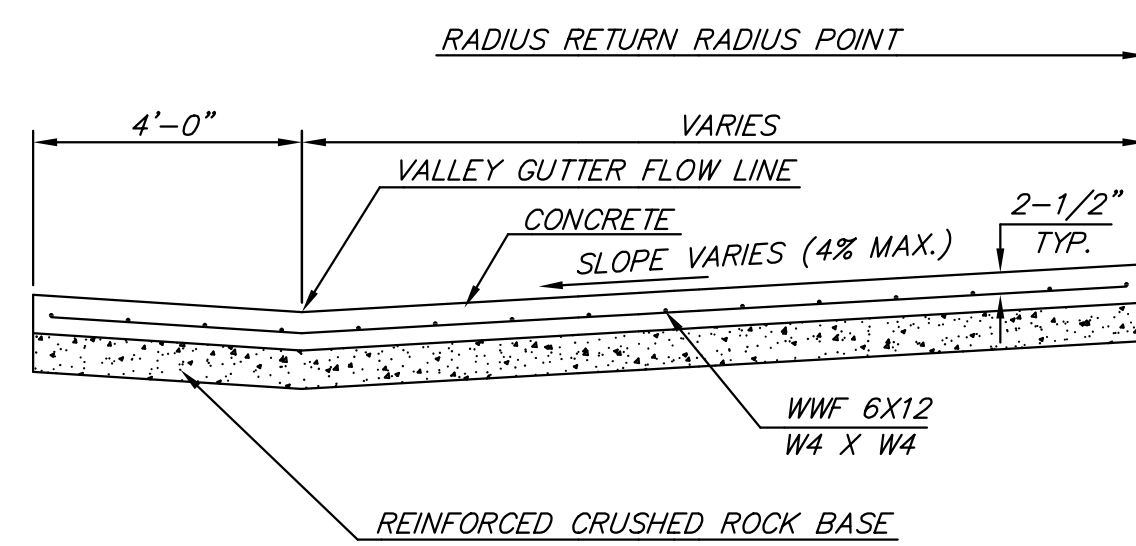 RADIUS RETURN RADIUS POINT
4'-0"
VARIES
VALLEY GUTTER FLOW LINE
2-1/2"
TYP.
CONCRETE
SLOPE VARIES (4% MAX.)
WWF 6X12
W4 X W4
REINFORCED CRUSHED ROCK BASE